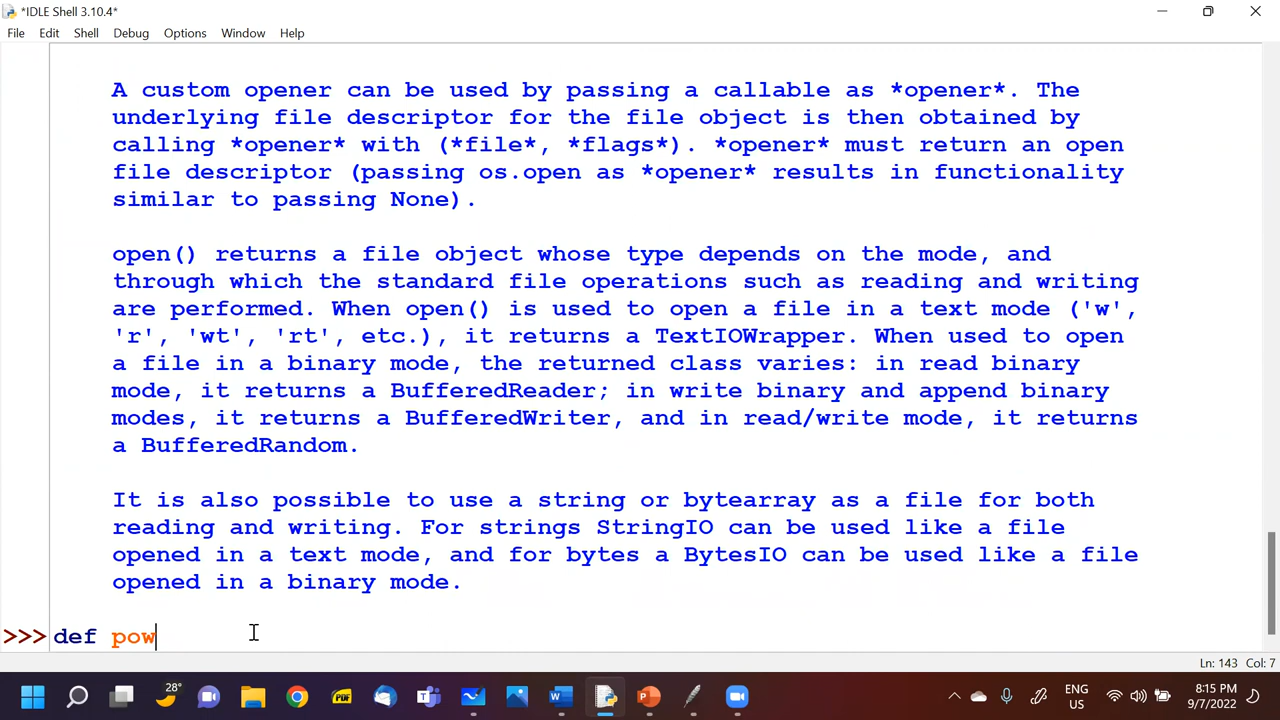 *IDLE Shell 3.10.4*
File Edit Shell Debug Options Window Help
A custom opener can be used by passing a callable as *opener*. The
underlying file descriptor for the file object is then obtained by
calling *opener* with (*file*, *flags*). *opener* must return an open
file descriptor (passing os.open as *opener* results in functionality
similar to passing None).
open() returns a file object whose type depends on the mode, and
through which the standard file operations such as reading and writing
are performed. When open() is used to open a file in a text mode ('w',
'r', 'wt', 'rt', etc.), it returns a TextIOWrapper. When used to open
a file in a binary mode, the returned class varies: in read binary
mode, it returns a BufferedReader; in write binary and append binary
modes, it returns a BufferedWriter, and in read/write mode, it returns
a BufferedRandom.
It is also possible to use a string or bytearray as a file for both
reading and writing. For strings StringIO can be used like a file
opened in a text mode, and for bytes a BytesIO can be used like a file
opened in a binary mode.
>>> def pow
Ln: 143 Col: 7
28°
PDF
ENG
US
8:15 PM
9/7/2022